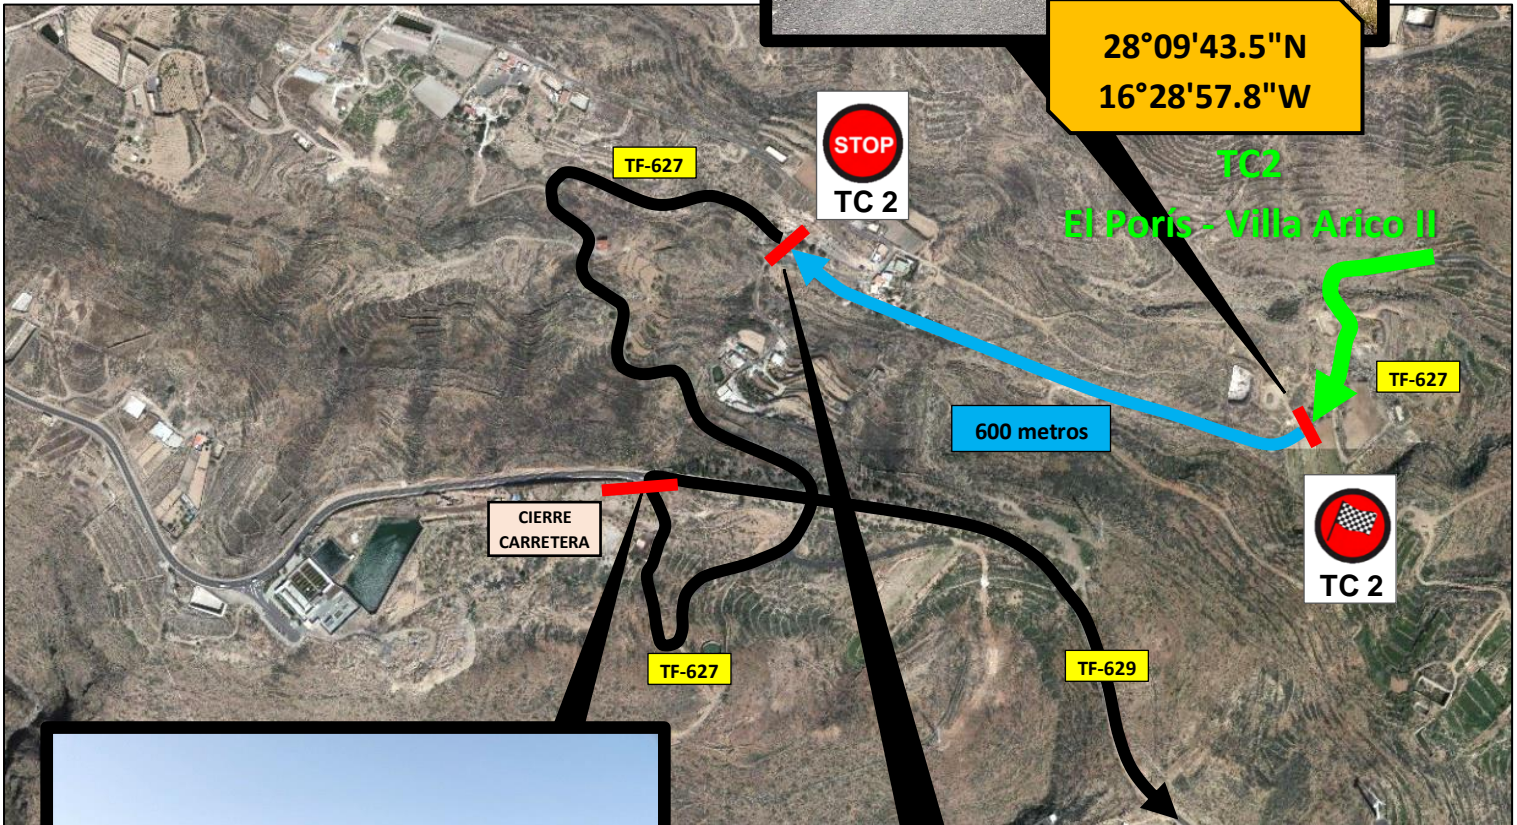 28°09'43.5"N
16°28'57.8"W
STOP
TC 2
TF-627
TC2
El Porís - Villa Arico II
TF-627
600 metros
CIERRE
CARRETERA
TC 2
TF-627
TF-629